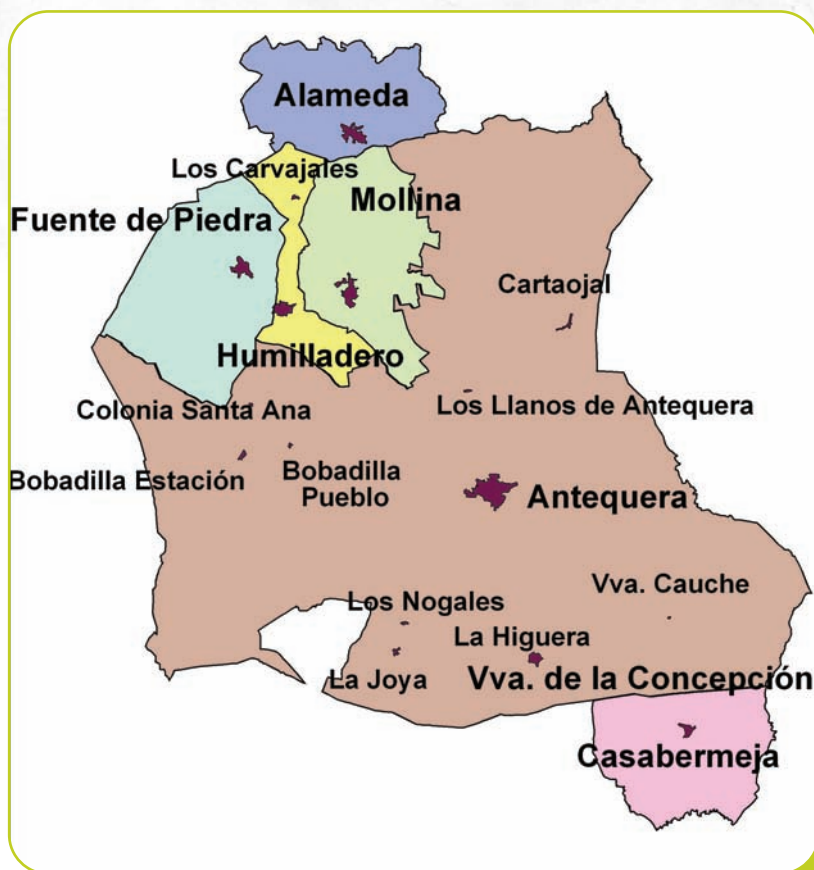 Alameda
Los Carvajales
Mollina
Fuente de Piedra
Cartaojal
Humilladero
Colonia Santa Ana
Los Llanos de Antequera
Bobadilla Estación
Bobadilla
Pueblo
Antequera
Vva. Cauche
Los Nogales
La Higuera
La Joya
Vva. de la Concepción
Casabermeja